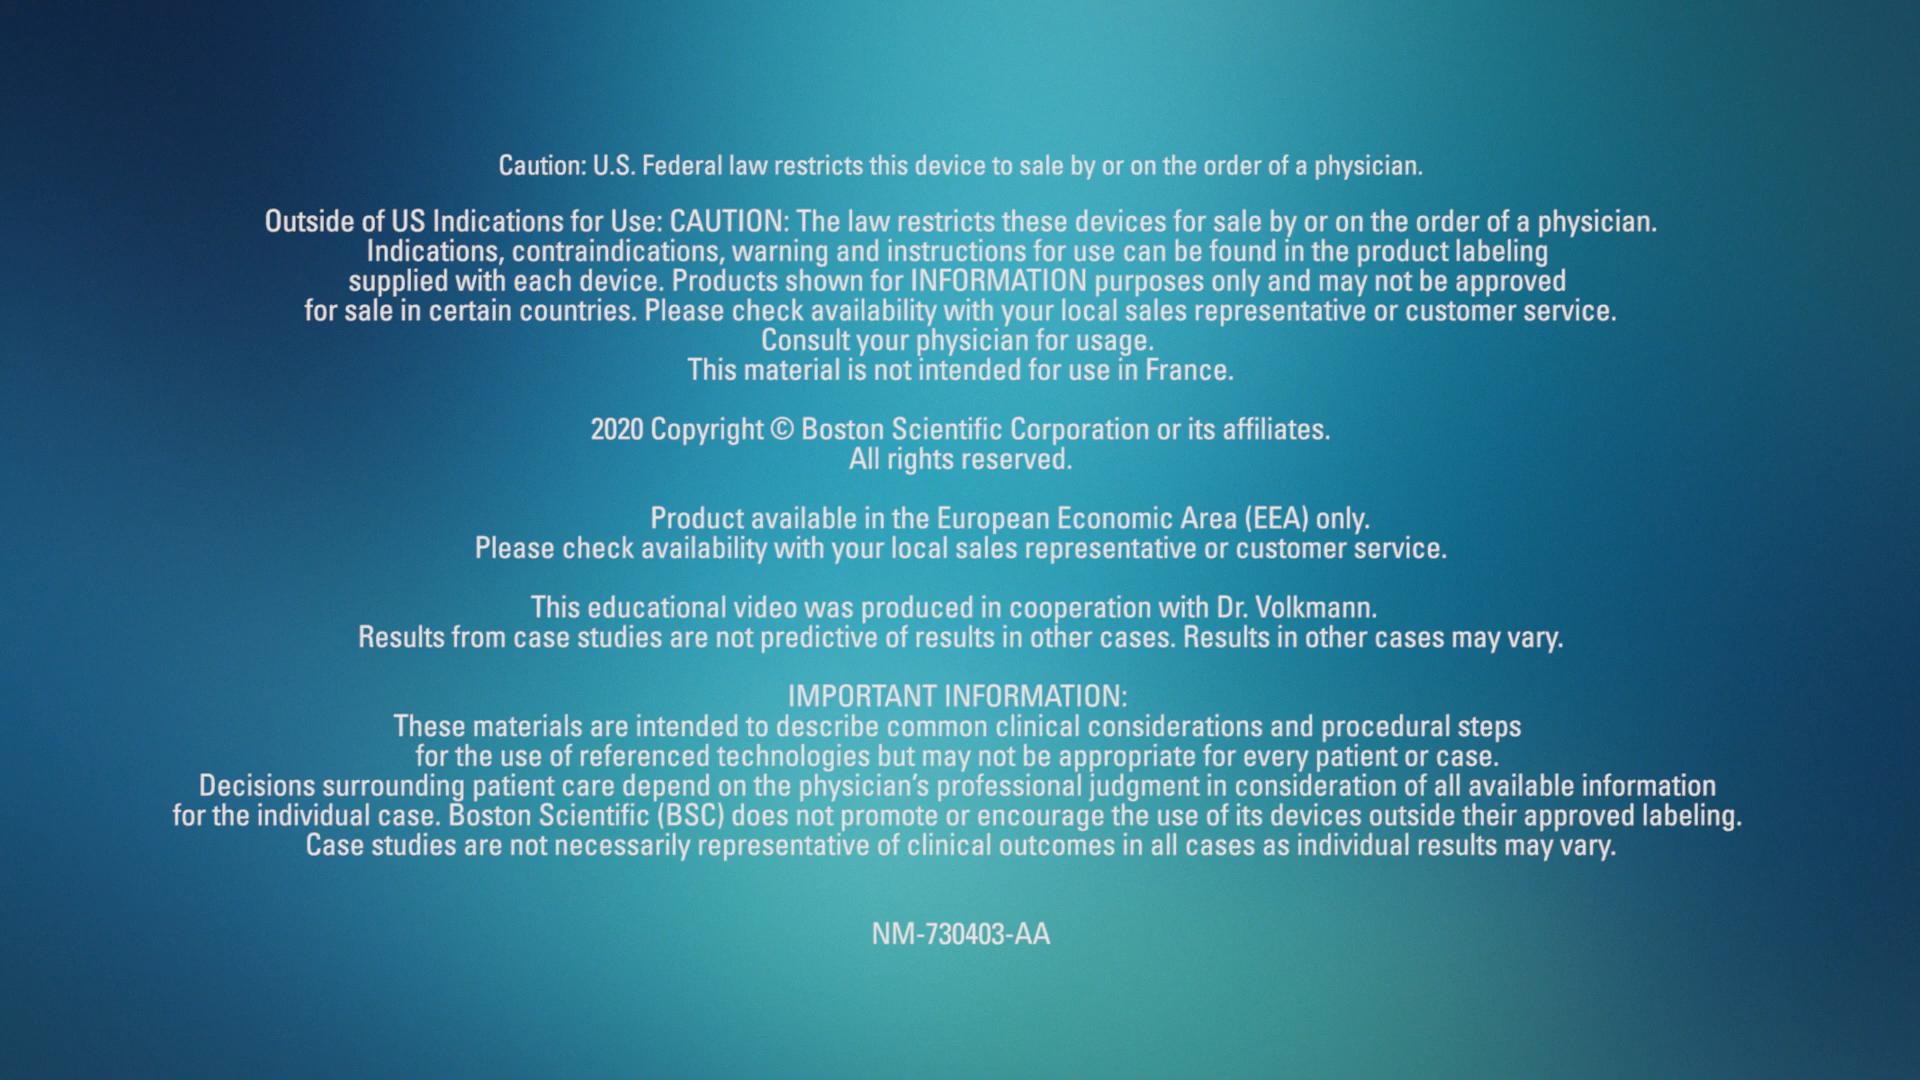 Caution: U.S. Federal law restricts this device to sale by or on the order of a physician.
Outside of US Indications for Use: CAUTION: The law restricts these devices for sale by or on the order of a physician.
Indications, contraindications, warning and instructions for use can be found in the product labeling
supplied with each device. Products shown for INFORMATION purposes only and may not be approved
for sale in certain countries. Please check availability with your local sales representative or customer service.
Consult your physician for usage.
This material is not intended for use in France.
2020 Copyright © Boston Scientific Corporation or its affiliates.
All rights reserved.
Product available in the European Economic Area (EEA) only.
Please check availability with your local sales representative or customer service.
This educational video was produced in cooperation with Dr. Volkmann.
Results from case studies are not predictive of results in other cases. Results in other cases may vary.
IMPORTANT INFORMATION:
These materials are intended to describe common clinical considerations and procedural steps
for the use of referenced technologies but may not be appropriate for every patient or case.
Decisions surrounding patient care depend on the physician’s professional judgment in consideration of all available information
for the individual case. Boston Scientific (BSC) does not promote or encourage the use of its devices outside their approved labeling.
Case studies are not necessarily representative of clinical outcomes in all cases as individual results may vary.
NM-730403-AA